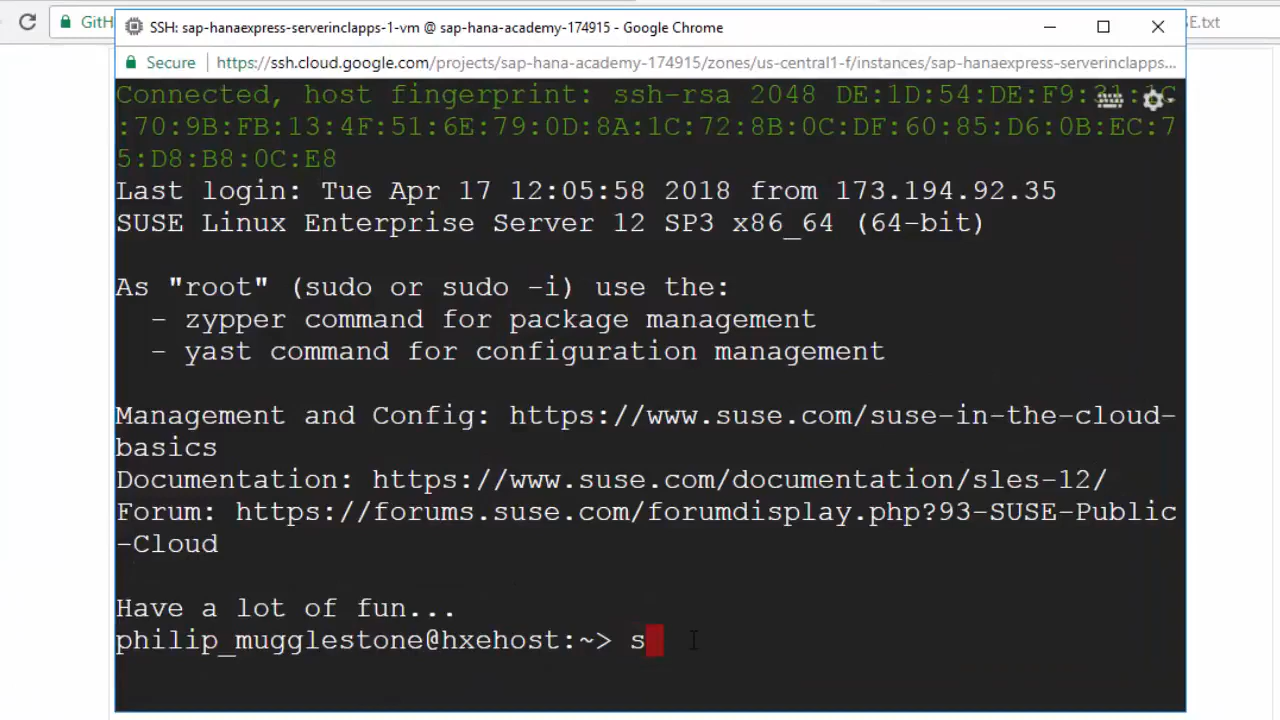 GitH
SSH: sap-hanaexpress-serverinclapps-1-vm @ sap-hana-academy-174915 - Google Chrome
SE.txt
Secure
https://ssh.cloud.google.com/projects/sap-hana-academy-174915/zones/us-central1-f/instances/sap-hanaexpress-serverinclapps...
Connected, host fingerprint: ssh-rsa 2048 DE:1D:54:DE:F9:
:70:9B:FB:13:4F:51:6E:79:0D:8A:1C:72:8B:0C:DF:60:85:D6:0B:EC:7
5:D8:B8:0C:E8
Last login: Tue Apr 17 12:05:58 2018 from 173.194.92.35
SUSE Linux Enterprise Server 12 SP3 x86_64 (64-bit)
As "root" (sudo or sudo -i) use the:
- zypper command for package management
- yast command for configuration management
Management and Config: https://www.suse.com/suse-in-the-cloud-
basics
Documentation: https://www.suse.com/documentation/sles-12/
Forum: https://forums.suse.com/forumdisplay.php?93-SUSE-Public
-Cloud
Have a lot of fun...
philip_mugglestone@hxehost:~> s